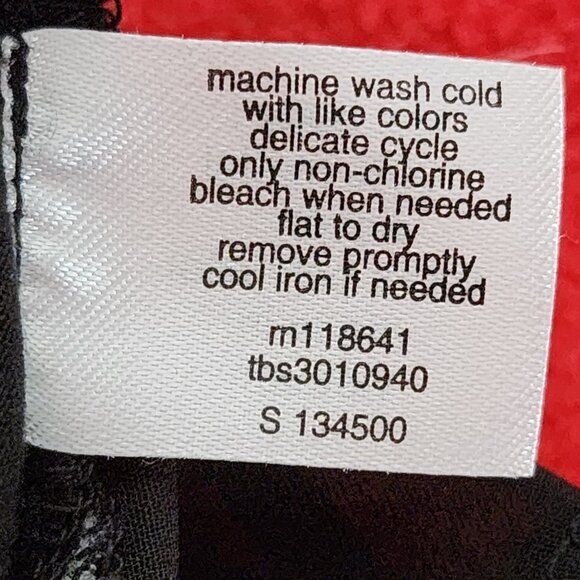 machine wash cold
with like colors
delicate cycle
only non-chlorine
bleach when needed
flat to dry
remove promptly
cool iron if needed
rn118641
tbs3010940
S 134500